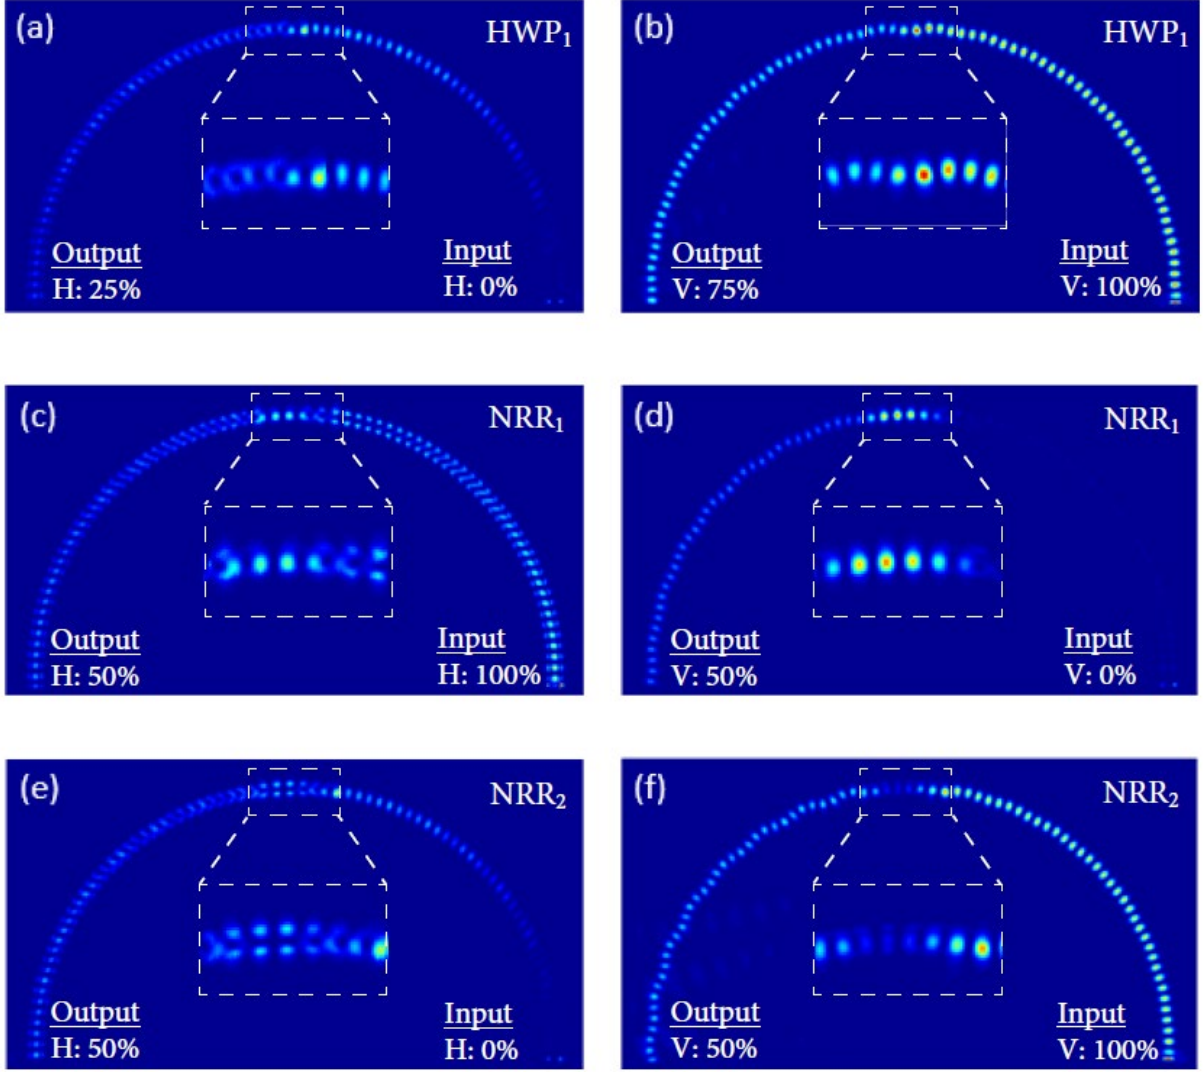 (a) HWP₁
Output Input
H: 25% H: 0%
(b) HWP₁
Output Input
V: 75% V: 100%
(c) NRR₁
Output Input
H: 50% H: 100%
(d) NRR₁
Output Input
V: 50% V: 0%
(e) NRR₂
Output Input
H: 50% H: 0%
(f) NRR₂
Output Input
V: 50% V: 100%